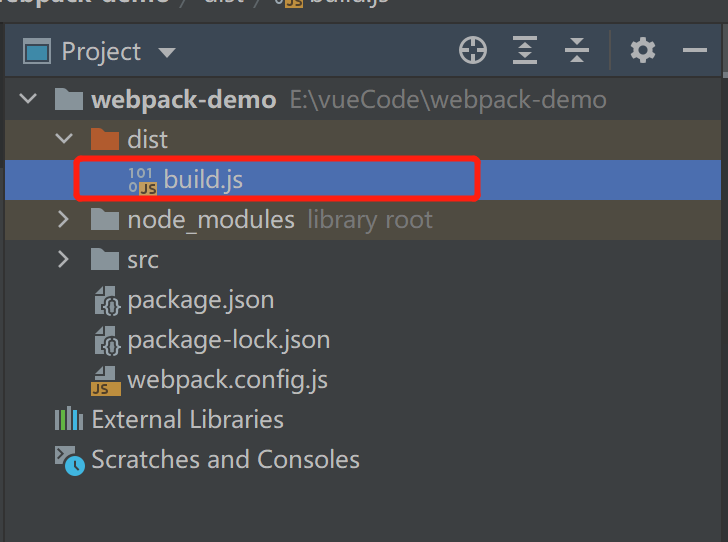 webpack-demo / dist / build.js
Project
webpack-demo E:\vueCode\webpack-demo
dist
build.js
node_modules library root
src
package.json
package-lock.json
webpack.config.js
External Libraries
Scratches and Consoles